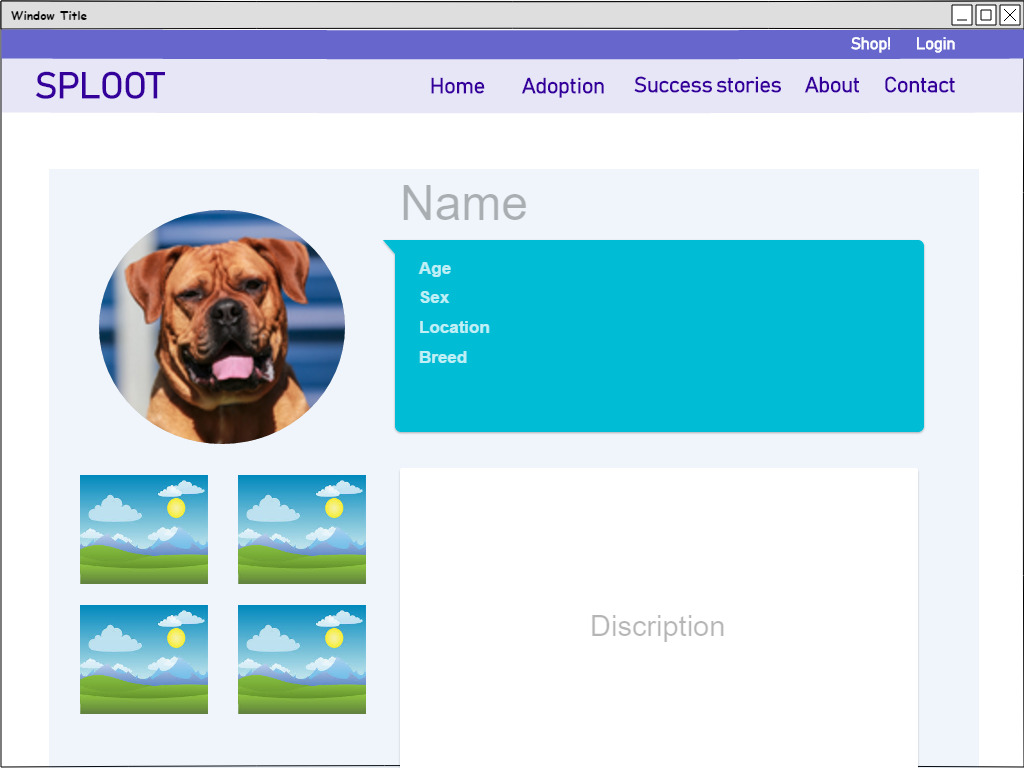 Window Title
Shop! Login
SPLOOT Home Adoption Success stories About Contact
Name
Age
Sex
Location
Breed
Discription